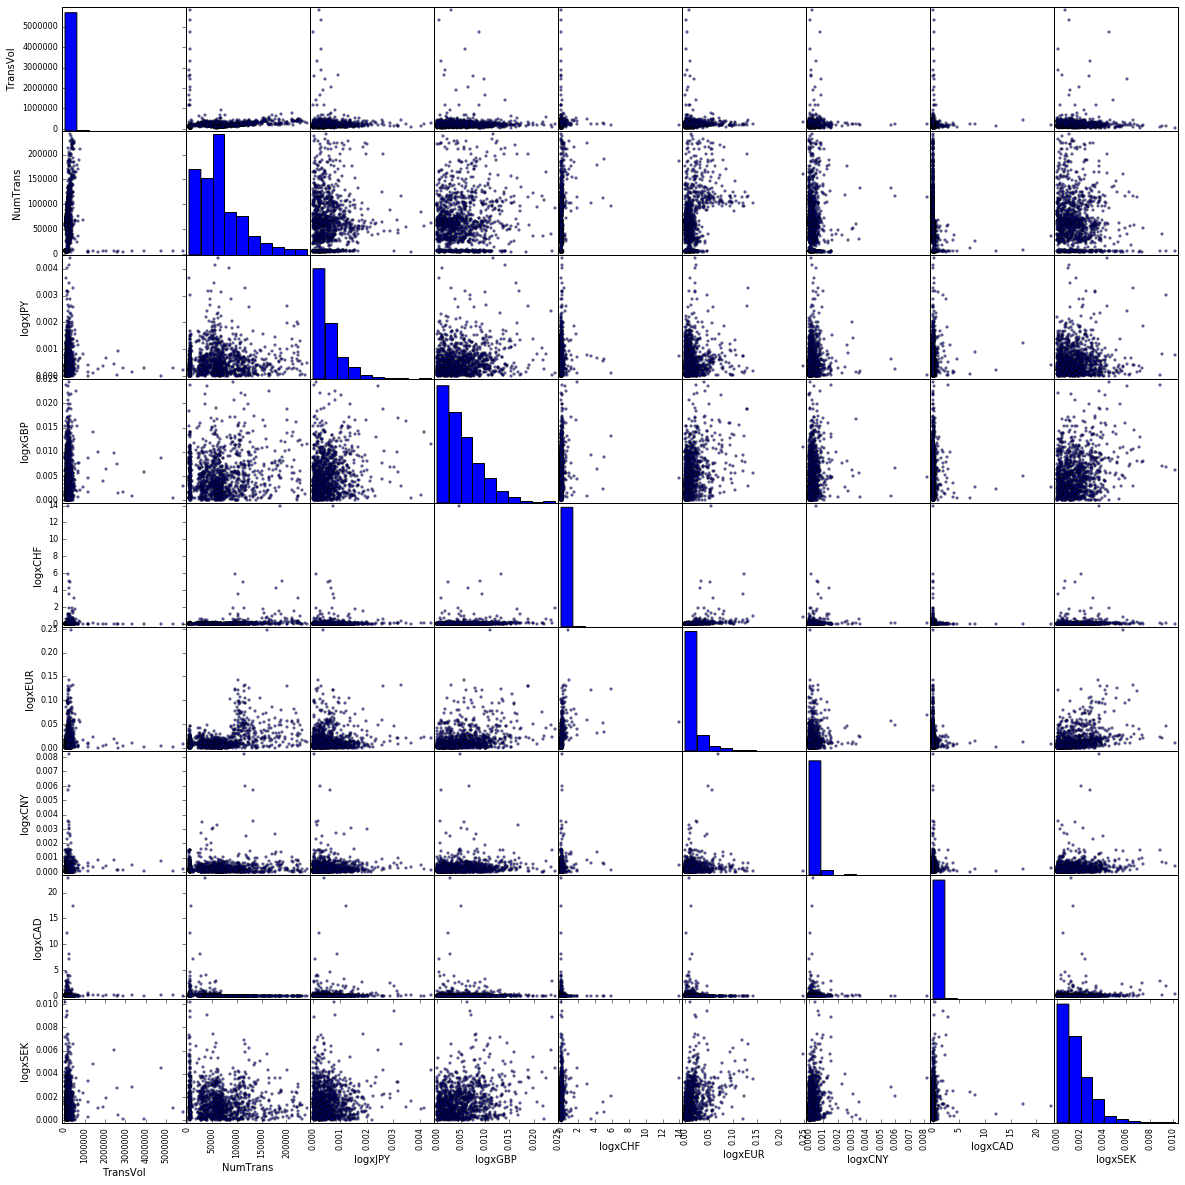 TransVol
5000000
4000000
3000000
2000000
1000000
0
NumTrans
200000
150000
100000
50000
0
logxJPY
0.004
0.003
0.002
0.001
0.000
logxGBP
0.025
0.020
0.015
0.010
0.005
0.000
logxCHF
14
12
10
8
6
4
2
0
logxEUR
0.25
0.20
0.15
0.10
0.05
0.00
logxCNY
0.008
0.007
0.006
0.005
0.004
0.003
0.002
0.001
0.000
logxCAD
20
15
10
5
0
logxSEK
0.010
0.008
0.006
0.004
0.002
0.000
0 1000000 2000000 3000000 4000000 5000000
0 50000 100000 150000 200000
0.000 0.001 0.002 0.003 0.004
0.000 0.005 0.010 0.015 0.020 0.025
0 2 4 6 8 10 12 14
0.00 0.05 0.10 0.15 0.20 0.25
0.000 0.001 0.002 0.003 0.004 0.005 0.006 0.007 0.008
0 5 10 15 20
0.000 0.002 0.004 0.006 0.008 0.010
TransVol NumTrans logxJPY logxGBP logxCHF logxEUR logxCNY logxCAD logxSEK